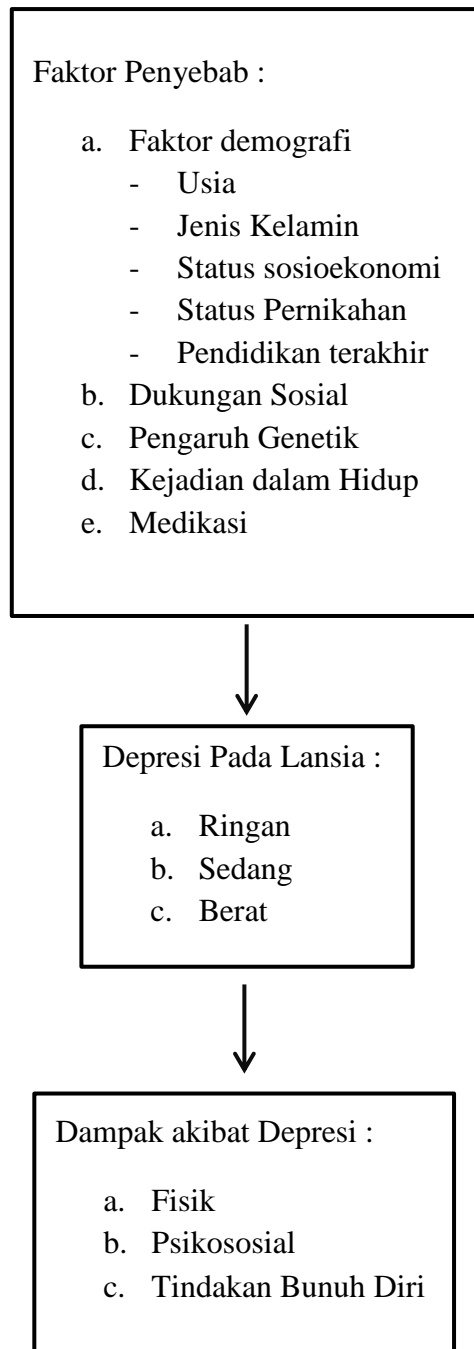 Faktor Penyebab :
a. Faktor demografi
- Usia
- Jenis Kelamin
- Status sosioekonomi
- Status Pernikahan
- Pendidikan terakhir
b. Dukungan Sosial
c. Pengaruh Genetik
d. Kejadian dalam Hidup
e. Medikasi
Depresi Pada Lansia :
a. Ringan
b. Sedang
c. Berat
Dampak akibat Depresi :
a. Fisik
b. Psikososial
c. Tindakan Bunuh Diri